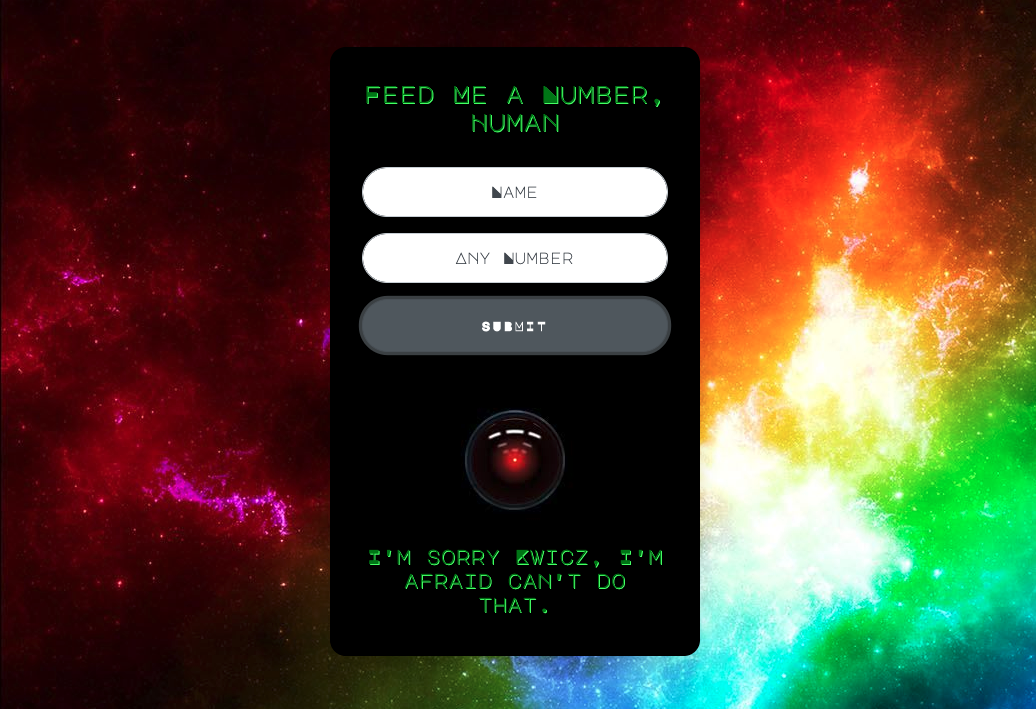 Feed Me a Number,
Human
Name
Any Number
SUBMIT
I'm sorry Kwicz, I'm
afraid can't do
that.